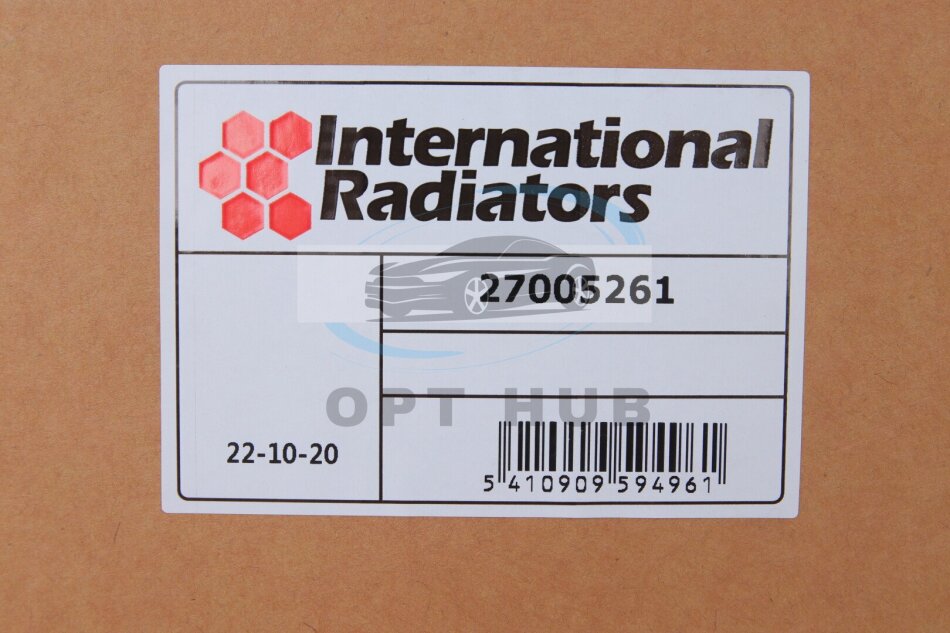 International
Radiators
27005261
OPT HUB
22-10-20
5 410909 594961